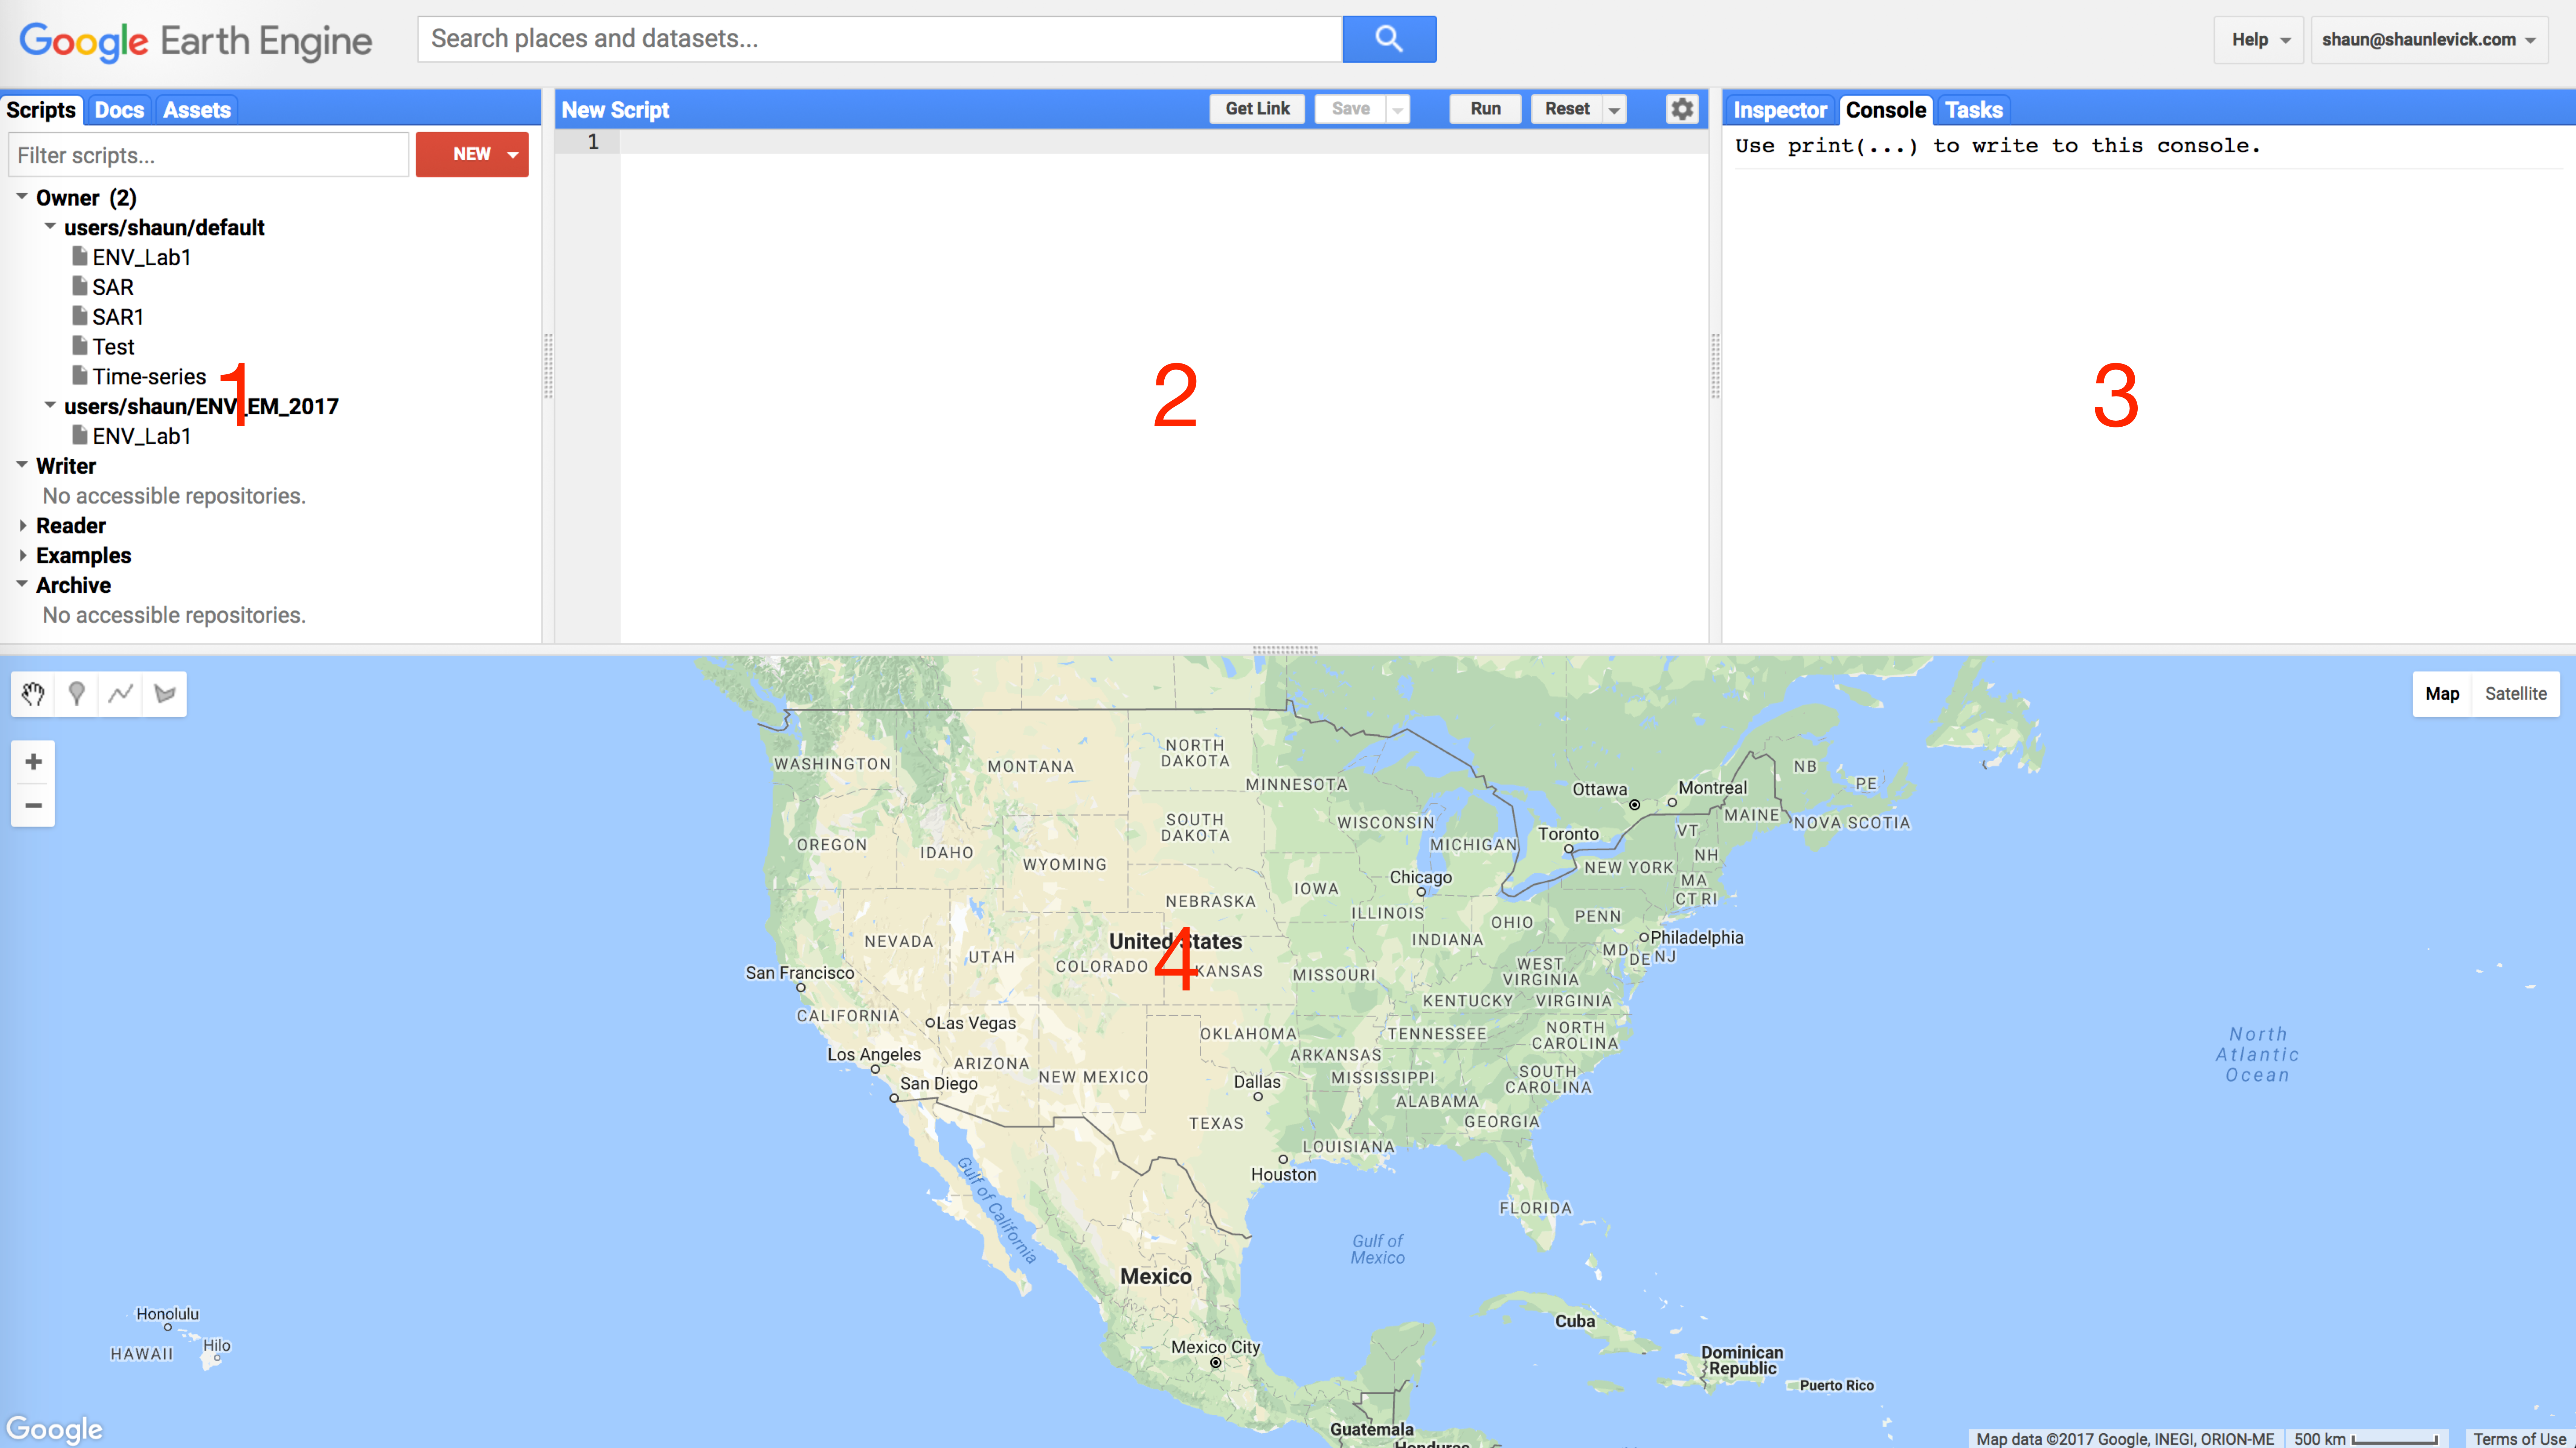 Google Earth Engine
Search places and datasets...
Help
shaun@shaunlevick.com
Scripts Docs Assets
Filter scripts...
NEW
Owner (2)
users/shaun/default
ENV_Lab1
SAR
SAR1
Test
Time-series
users/shaun/ENV_EM_2017
ENV_Lab1
Writer
No accessible repositories.
Reader
Examples
Archive
No accessible repositories.
1
New Script
Get Link Save Run Reset
1
2
Inspector Console Tasks
Use print(...) to write to this console.
3
Map Satellite
WASHINGTON
MONTANA
NORTH
DAKOTA
MINNESOTA
Ottawa
Montreal
NB
PE
MAINE
NOVA SCOTIA
SOUTH
DAKOTA
WISCONSIN
MICHIGAN
Toronto
VT
NH
OREGON
IDAHO
WYOMING
NEW YORK
MA
CT RI
Chicago
IOWA
NEBRASKA
ILLINOIS
OHIO
PENN
INDIANA
Philadelphia
MD
DE
NJ
NEVADA
UTAH
United States
COLORADO
4
KANSAS
MISSOURI
WEST
VIRGINIA
San Francisco
KENTUCKY
VIRGINIA
CALIFORNIA
Las Vegas
OKLAHOMA
TENNESSEE
NORTH
CAROLINA
Los Angeles
ARIZONA
NEW MEXICO
ARKANSAS
San Diego
Dallas
MISSISSIPPI
SOUTH
CAROLINA
ALABAMA
TEXAS
GEORGIA
LOUISIANA
Houston
FLORIDA
North
Atlantic
Ocean
Gulf of California
Gulf of
Mexico
Mexico
Honolulu
HAWAII
Hilo
Mexico City
Cuba
Dominican
Republic
Puerto Rico
Guatemala
Honduras
Google
Map data ©2017 Google, INEGI, ORION-ME
500 km
Terms of Use